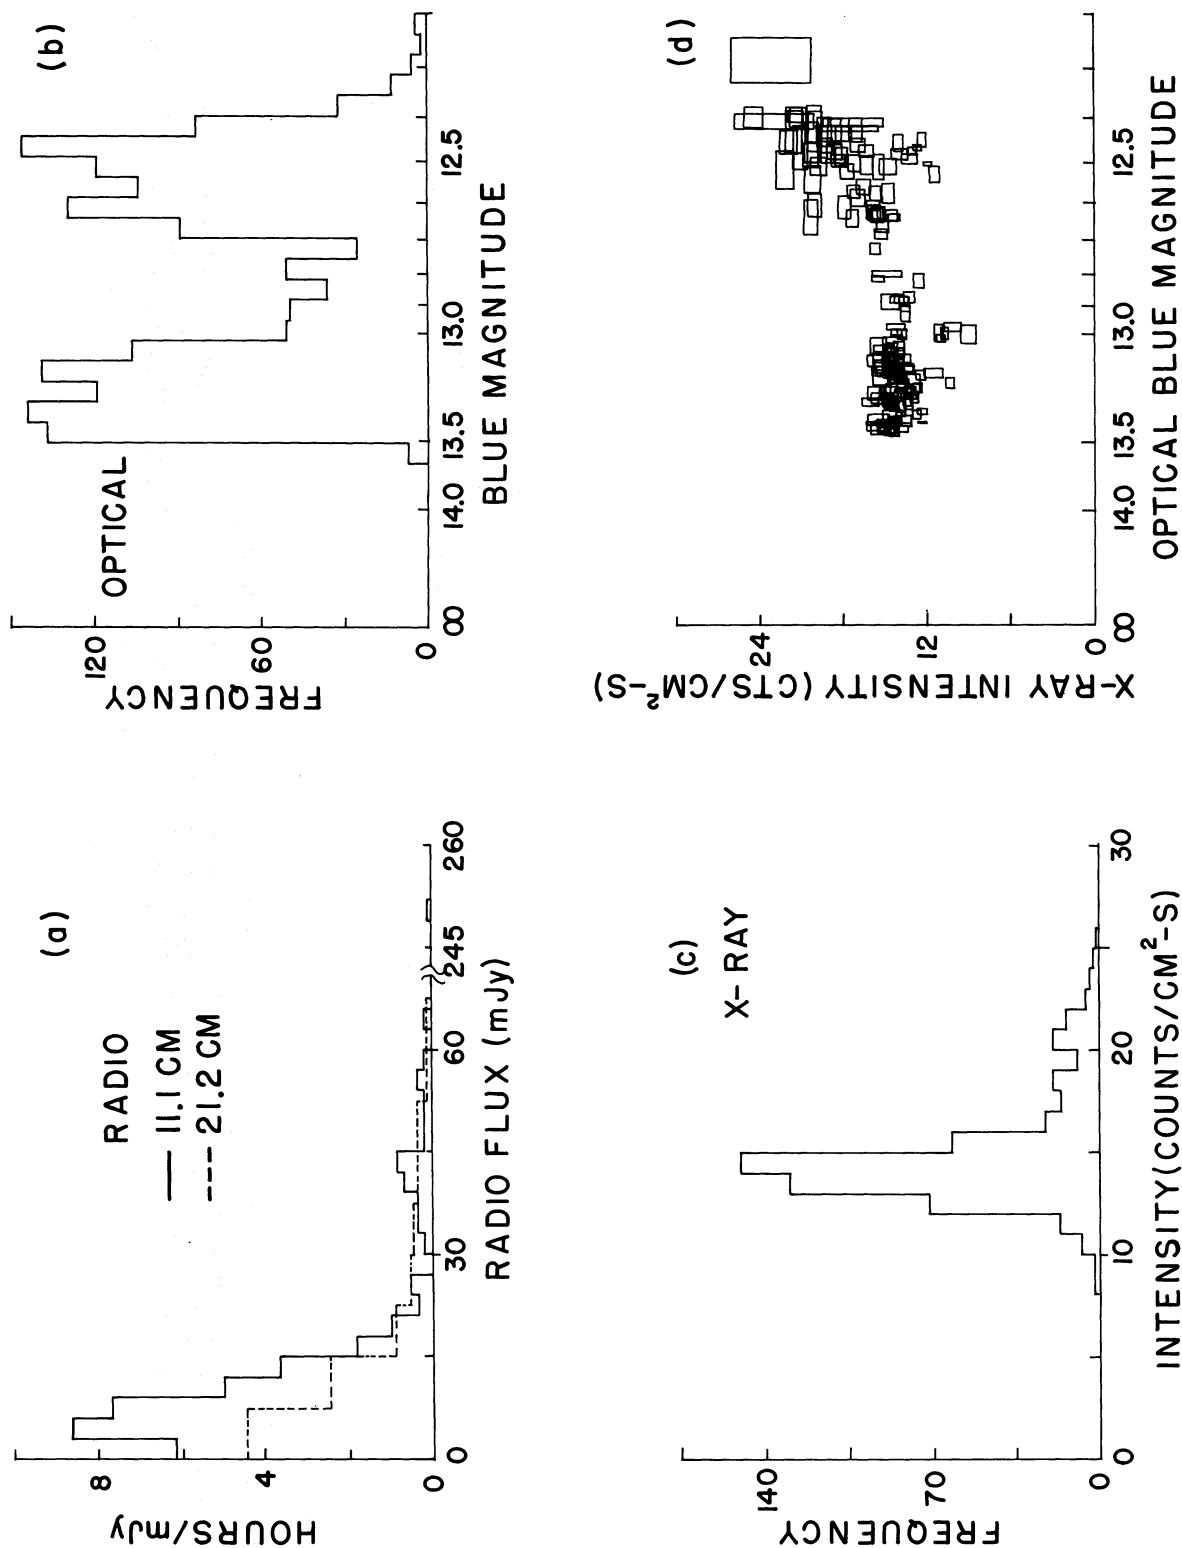 (a)
RADIO
11.1 CM
21.2 CM
HOURS/mJy
8
4
0
0
30
60
245
260
RADIO FLUX (mJy)
(b)
OPTICAL
FREQUENCY
120
60
0
∞
14.0
13.5
13.0
12.5
BLUE MAGNITUDE
(c)
X-RAY
FREQUENCY
140
70
0
0
10
20
30
INTENSITY(COUNTS/CM²-S)
(d)
X-RAY INTENSITY (CTS/CM²-S)
24
12
0
∞
14.0
13.5
13.0
12.5
OPTICAL BLUE MAGNITUDE